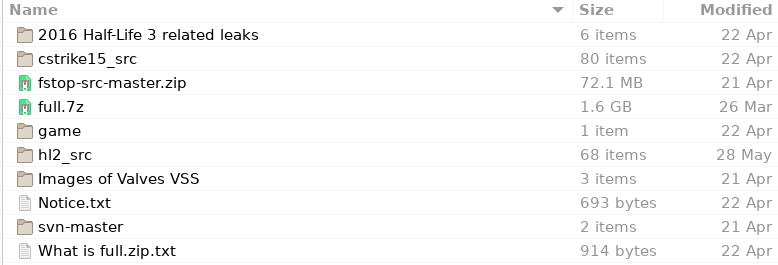 Name Size Modified
2016 Half-Life 3 related leaks 6 items 22 Apr
cstrike15_src 80 items 22 Apr
fstop-src-master.zip 72.1 MB 21 Apr
full.7z 1.6 GB 26 Mar
game 1 item 22 Apr
hl2_src 68 items 28 May
Images of Valves VSS 3 items 21 Apr
Notice.txt 693 bytes 22 Apr
svn-master 2 items 21 Apr
What is full.zip.txt 914 bytes 22 Apr